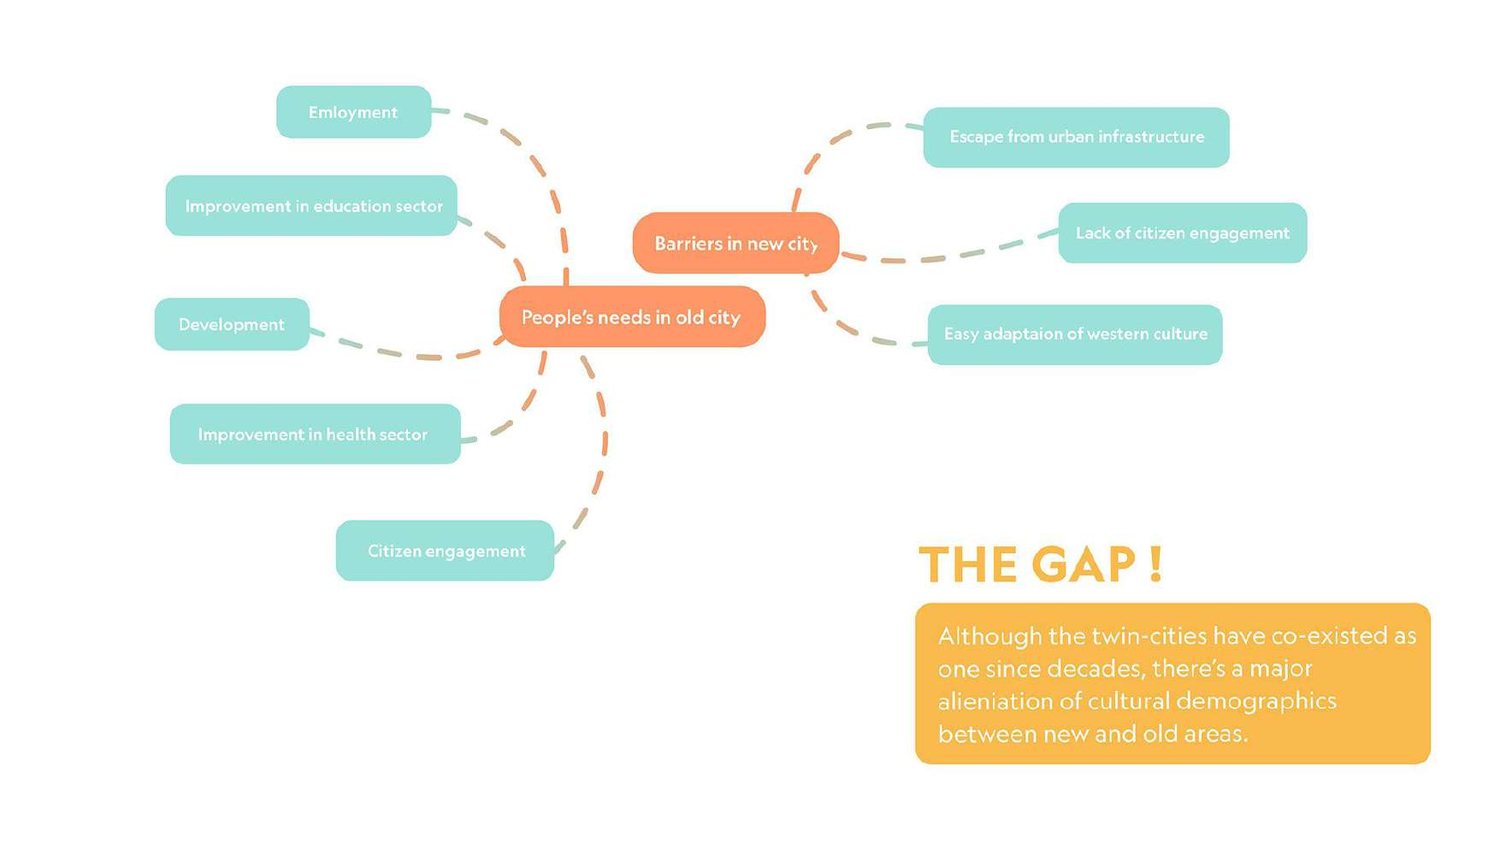 Emloyment
Improvement in education sector
Development
Improvement in health sector
Citizen engagement
People's needs in old city
Barriers in new city
Escape from urban infrastructure
Lack of citizen engagement
Easy adaptaion of western culture
THE GAP !
Although the twin-cities have co-existed as
one since decades, there's a major
alieniation of cultural demographics
between new and old areas.